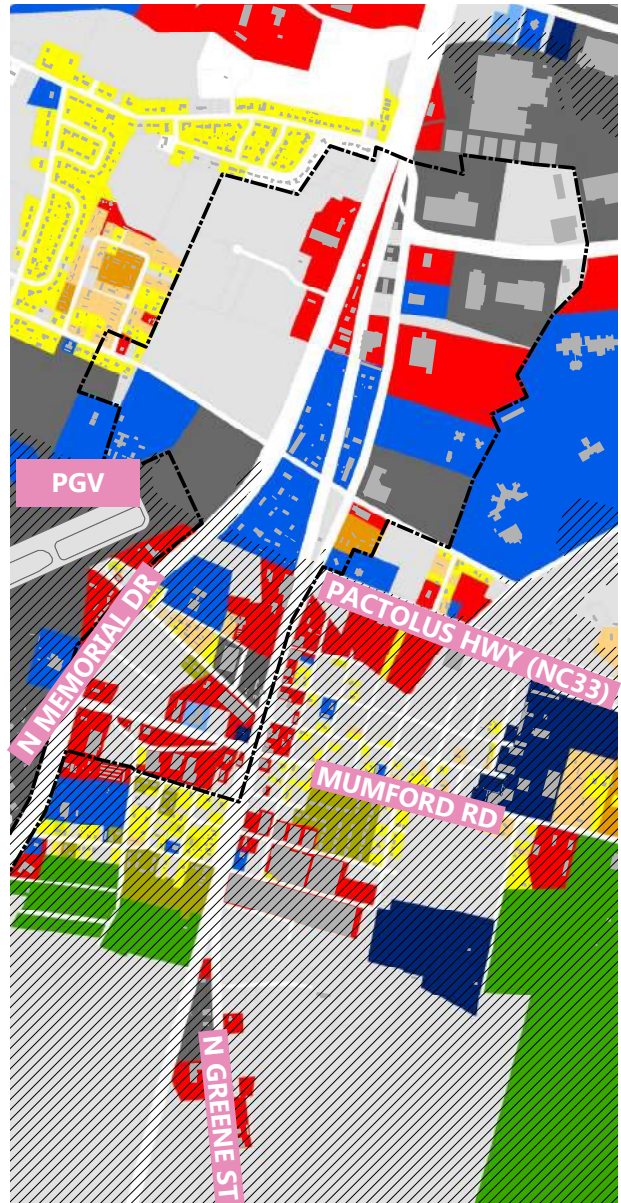 PGV
N MEMORIAL DR
PACTOLUS HWY (NC33)
MUMFORD RD
N GREENE ST